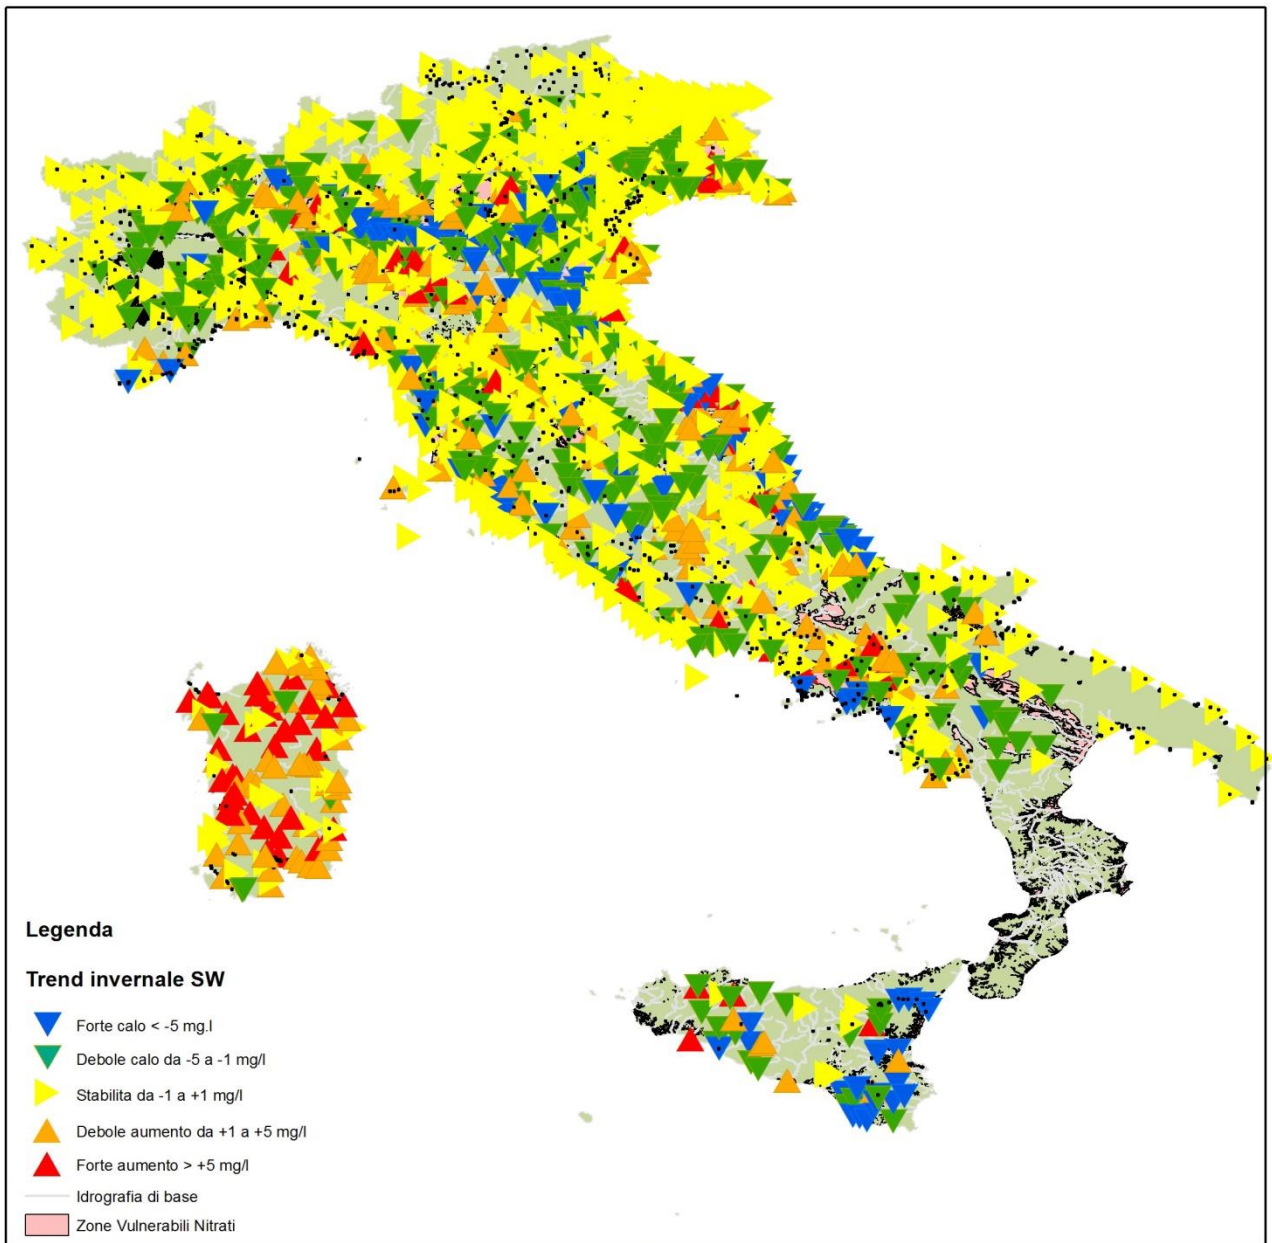 Legenda
Trend invernale SW
Forte calo < -5 mg.l
Debole calo da -5 a -1 mg/l
Stabilita da -1 a +1 mg/l
Debole aumento da +1 a +5 mg/l
Forte aumento > +5 mg/l
Idrografia di base
Zone Vulnerabili Nitrati